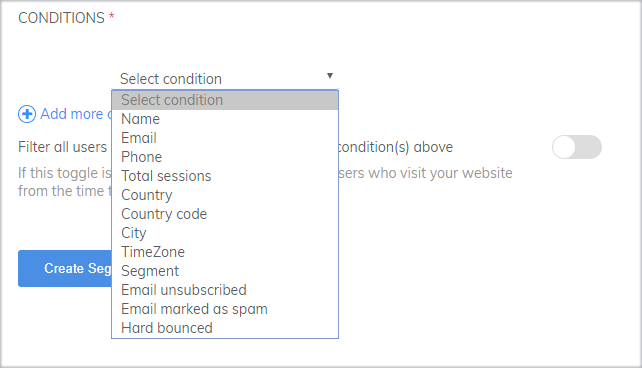 CONDITIONS *
Select condition
Select condition
Name
Email
Phone
Total sessions
Country
Country code
City
TimeZone
Segment
Email unsubscribed
Email marked as spam
Hard bounced
Add more
Filter all users condition(s) above
If this toggle is who visit your website
from the time
Create